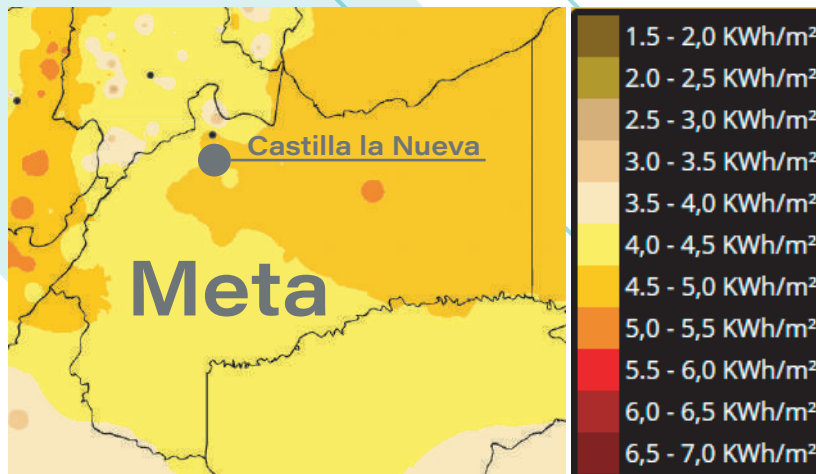 Castilla la Nueva
Meta
1.5 - 2,0 KWh/m²
2.0 - 2,5 KWh/m²
2.5 - 3,0 KWh/m²
3.0 - 3.5 KWh/m²
3.5 - 4,0 KWh/m²
4,0 - 4,5 KWh/m²
4.5 - 5,0 KWh/m²
5,0 - 5,5 KWh/m²
5.5 - 6,0 KWh/m²
6,0 - 6,5 KWh/m²
6,5 - 7,0 KWh/m²